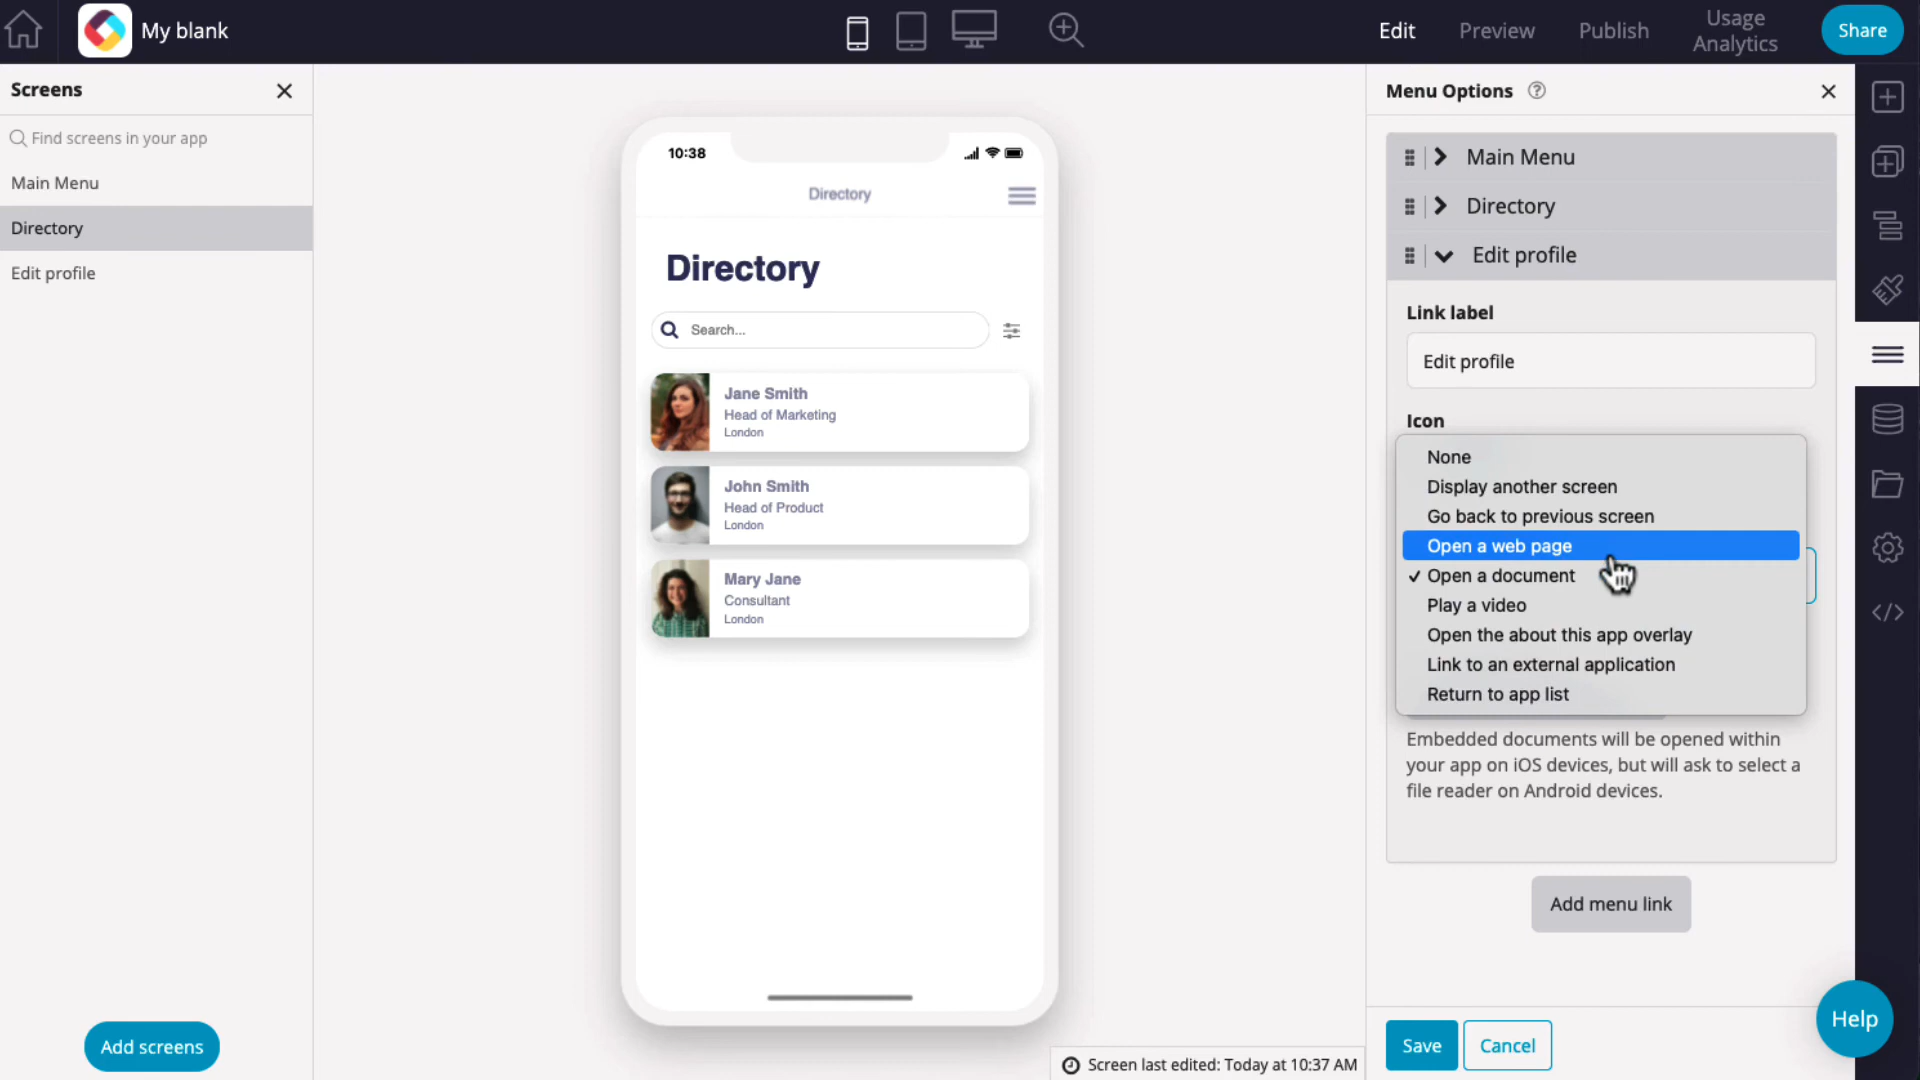 My blank
Edit
Preview
Publish
Usage
Analytics
Share
Screens
Find screens in your app
Main Menu
Directory
Edit profile
Add screens
10:38
Directory
Directory
Search...
Jane Smith
Head of Marketing
London
John Smith
Head of Product
London
Mary Jane
Consultant
London
Screen last edited: Today at 10:37 AM
Menu Options ?
Main Menu
Directory
Edit profile
Link label
Edit profile
Icon
None
Display another screen
Go back to previous screen
Open a web page
✓ Open a document
Play a video
Open the about this app overlay
Link to an external application
Return to app list
Embedded documents will be opened within
your app on iOS devices, but will ask to select a
file reader on Android devices.
Add menu link
Save
Cancel
Help